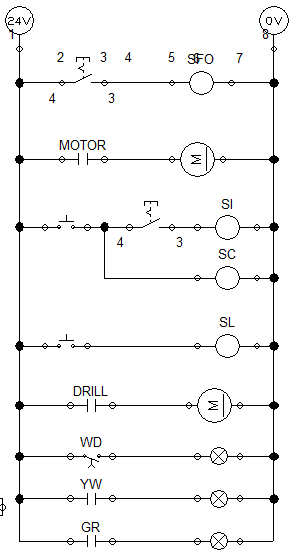 24V 0V
1 8
2 3 4 5 6 SFO 7
4 3
MOTOR
M
SI
4 3
SC
SL
DRILL
M
WD
YW
GR